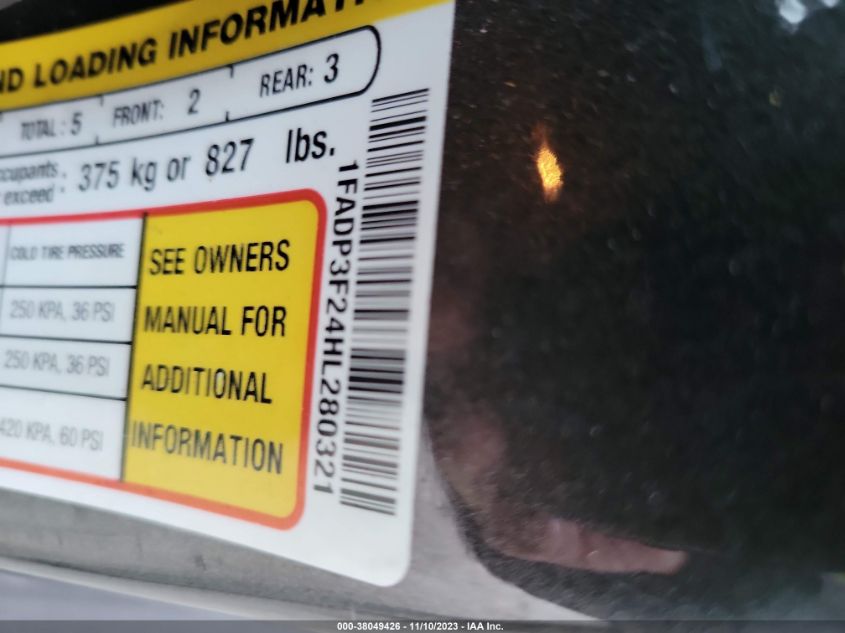 ND LOADING INFORMAT
TOTAL : 5 FRONT: 2 REAR: 3
ccupants. 375 kg or 827 lbs.
exceed
COLD TIRE PRESSURE
250 KPA, 36 PSI
250 KPA, 36 PSI
420 KPA, 60 PSI
SEE OWNERS
MANUAL FOR
ADDITIONAL
INFORMATION
1FADP3F24HL280321
000-38049426 - 11/10/2023 - IAA Inc.